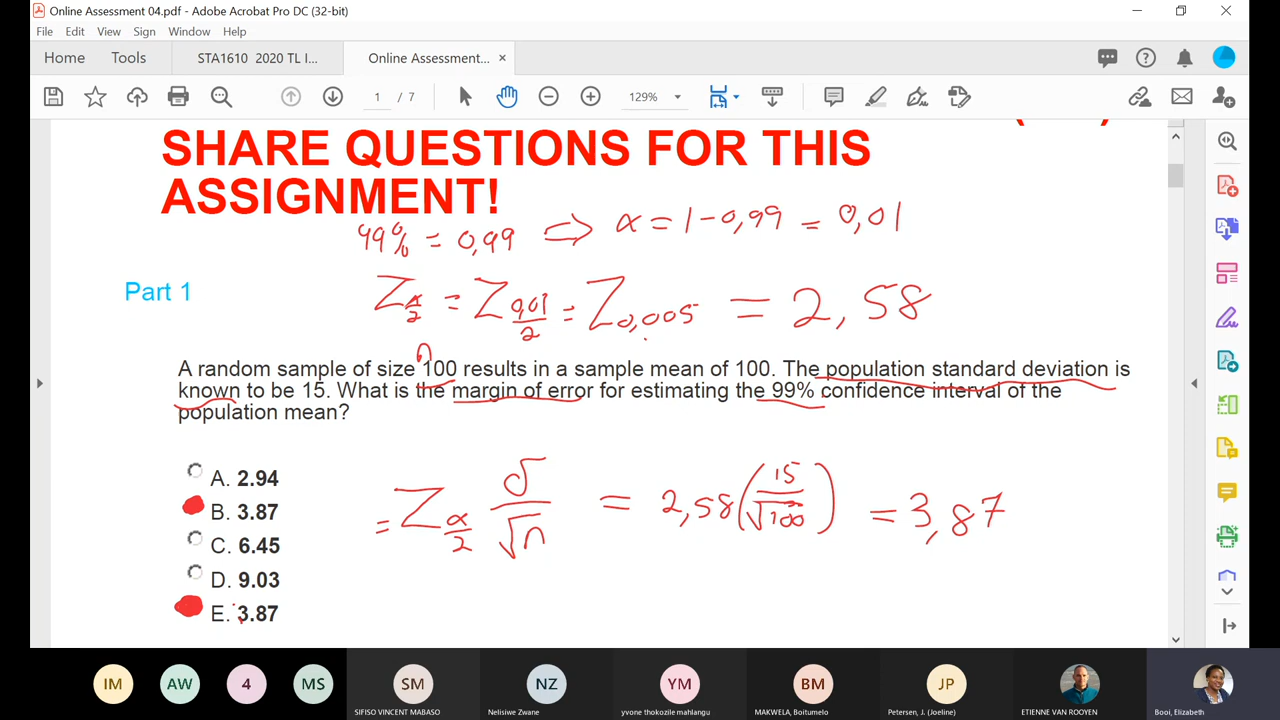 Online Assessment 04.pdf - Adobe Acrobat Pro DC (32-bit)
File Edit View Sign Window Help
Home Tools STA1610 2020 TL I... Online Assessment... ×
1 / 7 129%
SHARE QUESTIONS FOR THIS
ASSIGNMENT!
99% = 0,99 ⇒ α = 1 - 0,99 = 0,01
Part 1
Z α/2 = Z 0,01/2 = Z 0,005 = 2,58
n
A random sample of size 100 results in a sample mean of 100. The population standard deviation is
known to be 15. What is the margin of error for estimating the 99% confidence interval of the
population mean?
A. 2.94
B. 3.87
C. 6.45
D. 9.03
E. 3.87
= Z α/2 σ/√n = 2,58 (15/√100) = 3,87
IM AW 4 MS SM NZ YM BM JP
SIFISO VINCENT MABASO Nelisiwe Zwane yvone thokozile mahlangu MAKWELA, Boitumelo Petersen, J. (Joeline) ETIENNE VAN ROOYEN Booi, Elizabeth